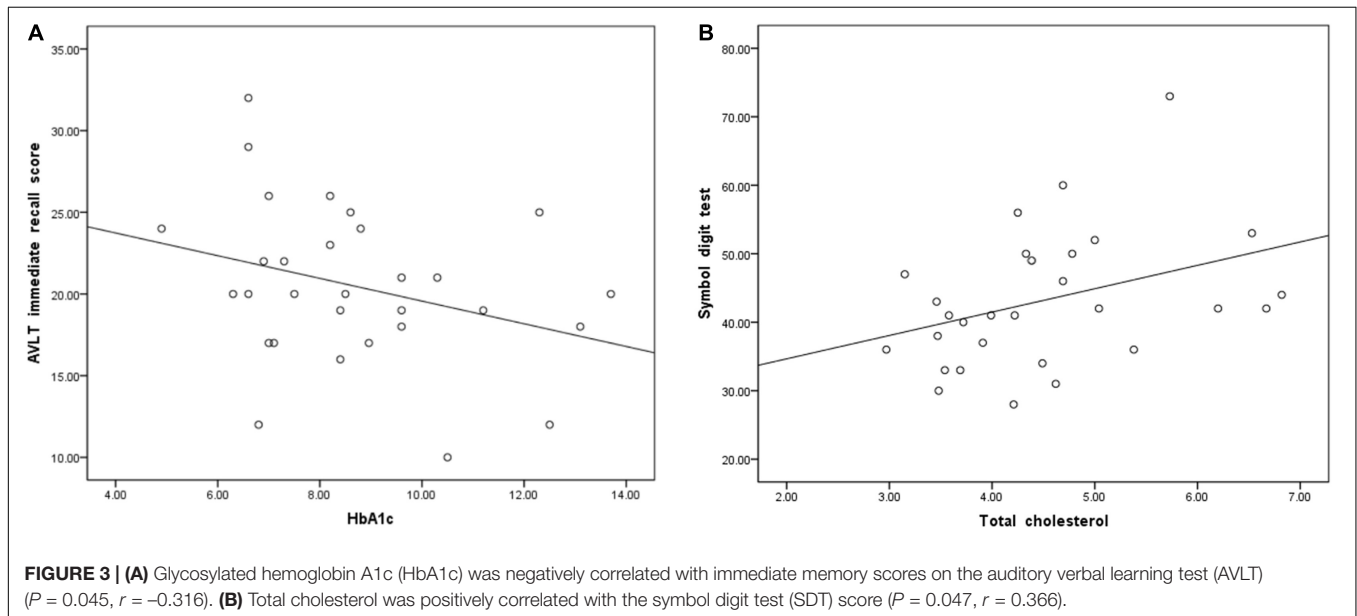 A
35.00
30.00
25.00
20.00
15.00
10.00
AVLT immediate recall score
4.00 6.00 8.00 10.00 12.00 14.00
HbA1c
B
80.00
70.00
60.00
50.00
40.00
30.00
20.00
Symbol digit test
2.00 3.00 4.00 5.00 6.00 7.00
Total cholesterol
FIGURE 3 | (A) Glycosylated hemoglobin A1c (HbA1c) was negatively correlated with immediate memory scores on the auditory verbal learning test (AVLT)
(P = 0.045, r = –0.316). (B) Total cholesterol was positively correlated with the symbol digit test (SDT) score (P = 0.047, r = 0.366).